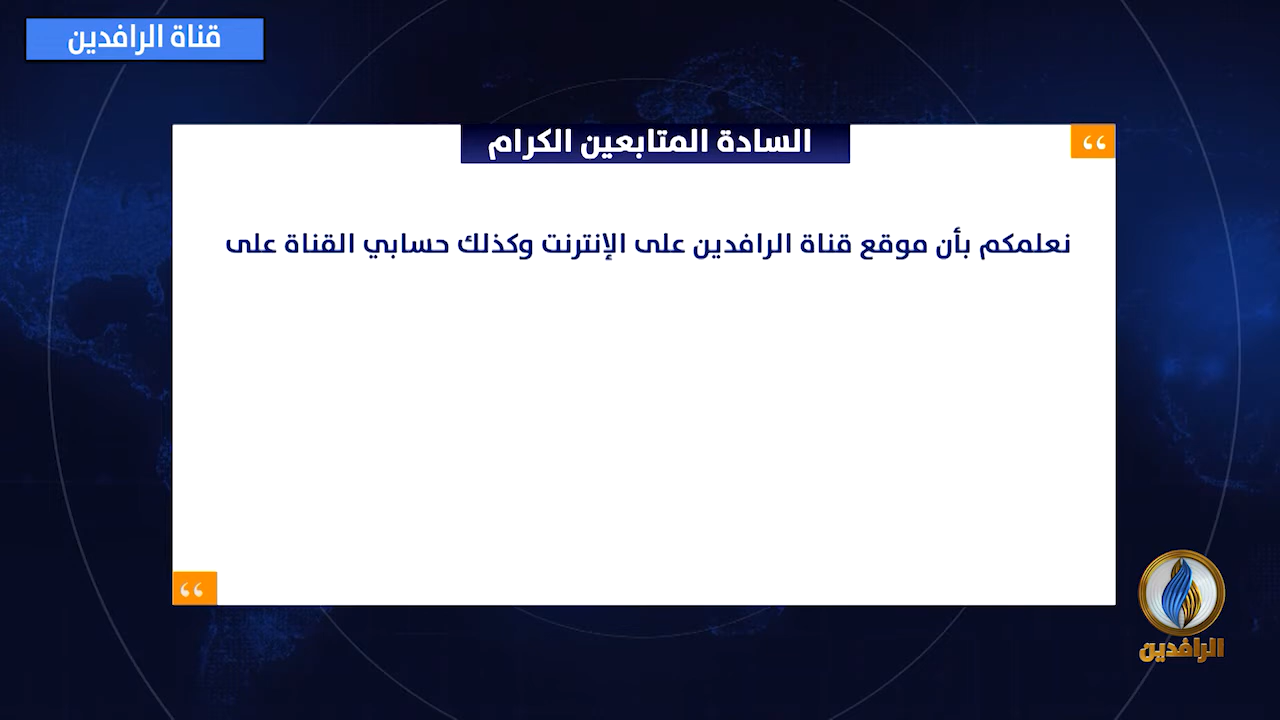 قناة الرافدين
السادة المتابعين الكرام
نعلمكم بأن موقع قناة الرافدين على الإنترنت وكذلك حسابي القناة على
الرافدين